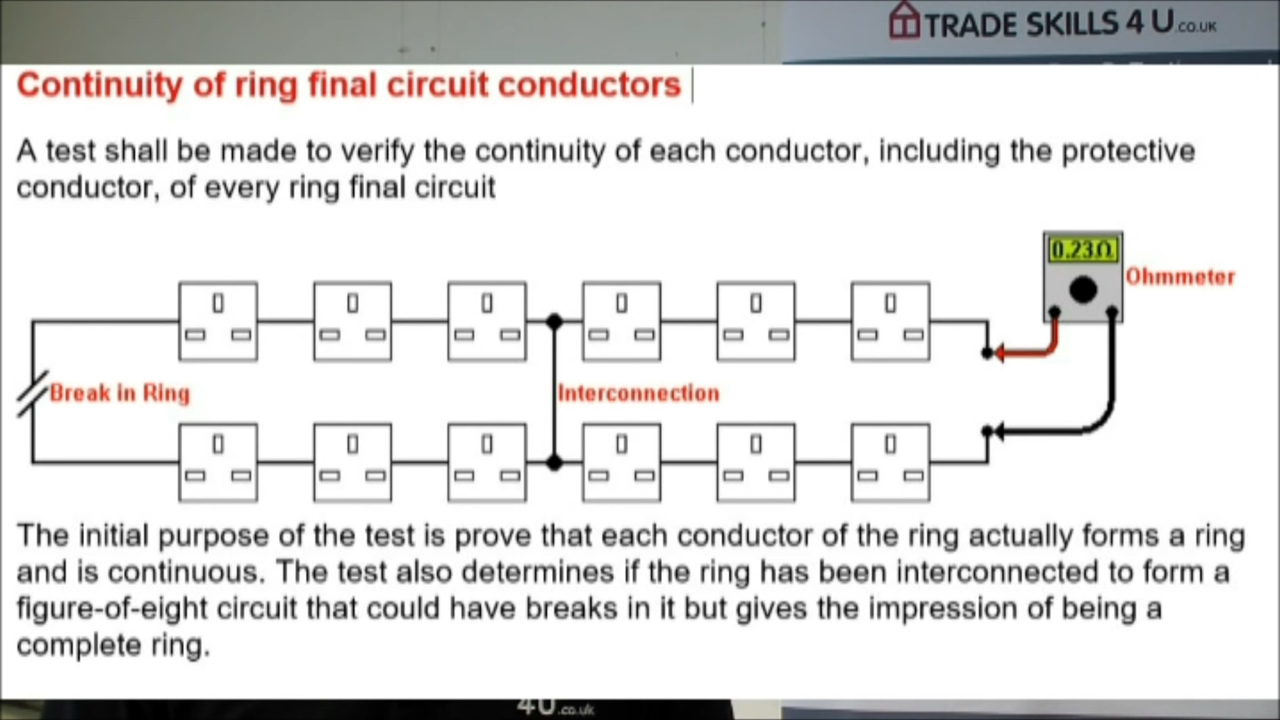 TRADE SKILLS 4 U.CO.UK
Continuity of ring final circuit conductors
A test shall be made to verify the continuity of each conductor, including the protective
conductor, of every ring final circuit
0.23Ω
Ohmmeter
Break in Ring
Interconnection
The initial purpose of the test is prove that each conductor of the ring actually forms a ring
and is continuous. The test also determines if the ring has been interconnected to form a
figure-of-eight circuit that could have breaks in it but gives the impression of being a
complete ring.
4U.co.uk